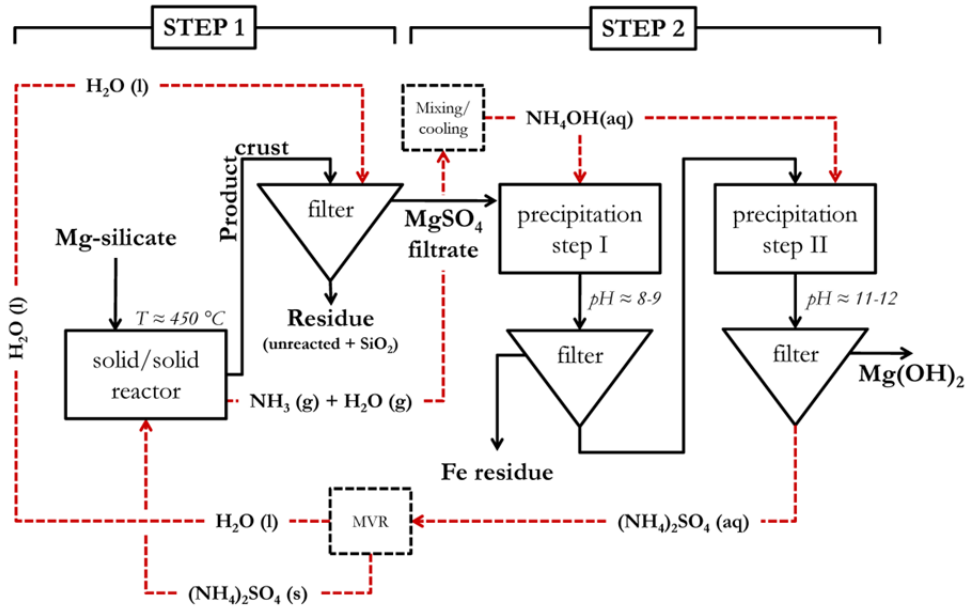 STEP 1
STEP 2
H₂O (l)
Mixing/
cooling
NH₄OH(aq)
Product crust
filter
MgSO₄
filtrate
precipitation
step I
precipitation
step II
Mg-silicate
H₂O (l)
T ≈ 450 °C
Residue
(unreacted + SiO₂)
pH ≈ 8-9
pH ≈ 11-12
solid/solid
reactor
filter
filter
Mg(OH)₂
NH₃ (g) + H₂O (g)
Fe residue
H₂O (l)
MVR
(NH₄)₂SO₄ (aq)
(NH₄)₂SO₄ (s)